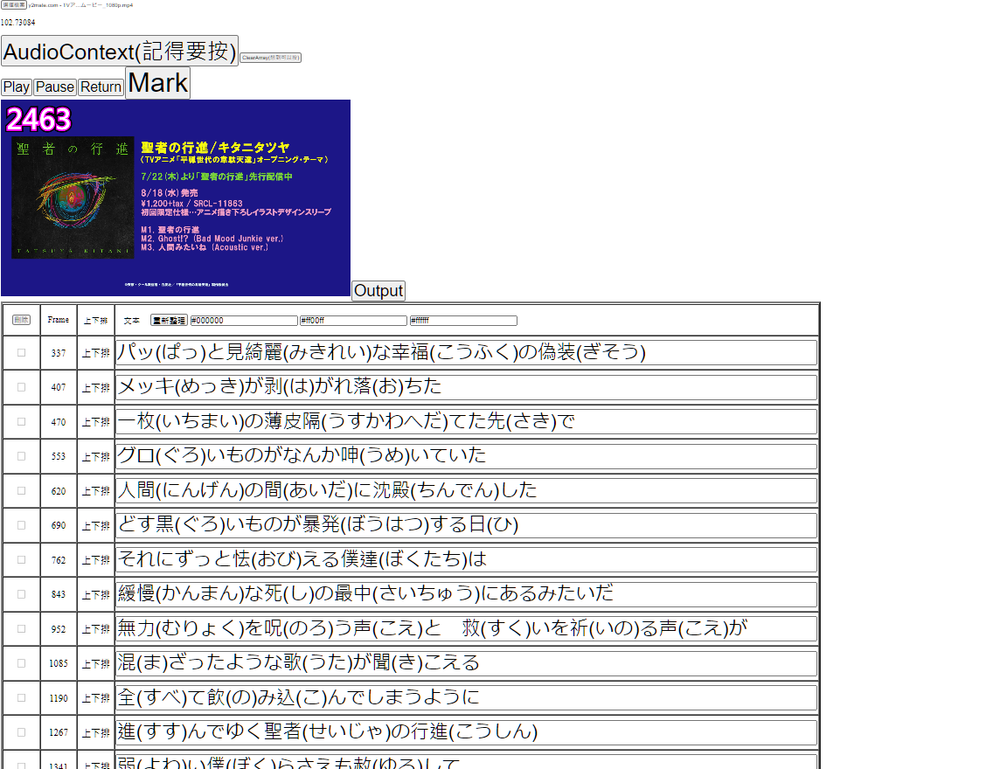 選擇檔案 y2mate.com - TVア...ムービー _1080p.mp4
102.73084
AudioContext(記得要按) ClearArray(按到可以按)
Play Pause Return Mark
2463
聖者の行進
TATSUYA KITANI
聖者の行進/キタニタツヤ
(TVアニメ「平穏世代の韋駄天達」オープニング・テーマ)
7/22(木)より「聖者の行進」先行配信中
8/18(水)発売
¥1,200+tax / SRCL-11863
初回限定仕様…アニメ描き下ろしイラストデザインスリーブ
M1. 聖者の行進
M2. Ghost!? (Bad Mood Junkie ver.)
M3. 人間みたいね (Acoustic ver.)
Output
刪除 Frame 上下排 文本 重新整理 #000000 #ff00ff #ffffff
337 上下排 パッ(ぱっ)と見綺麗(みきれい)な幸福(こうふく)の偽装(ぎそう)
407 上下排 メッキ(めっき)が剥(は)がれ落(お)ちた
470 上下排 一枚(いちまい)の薄皮隔(うすかわへだ)てた先(さき)で
553 上下排 グロ(ぐろ)いものがなんか呻(うめ)いていた
620 上下排 人間(にんげん)の間(あいだ)に沈殿(ちんでん)した
690 上下排 どす黒(ぐろ)いものが暴発(ぼうはつ)する日(ひ)
762 上下排 それにずっと怯(おび)える僕達(ぼくたち)は
843 上下排 緩慢(かんまん)な死(し)の最中(さいちゅう)にあるみたいだ
952 上下排 無力(むりょく)を呪(のろ)う声(こえ)と　救(すく)いを祈(いの)る声(こえ)が
1085 上下排 混(ま)ざったような歌(うた)が聞(き)こえる
1190 上下排 全(すべ)て飲(の)み込(こ)んでしまうように
1267 上下排 進(すす)んでゆく聖者(せいじゃ)の行進(こうしん)
1341 上下排 弱(よわ)い僕(ぼく)らさえも赦(ゆる)して